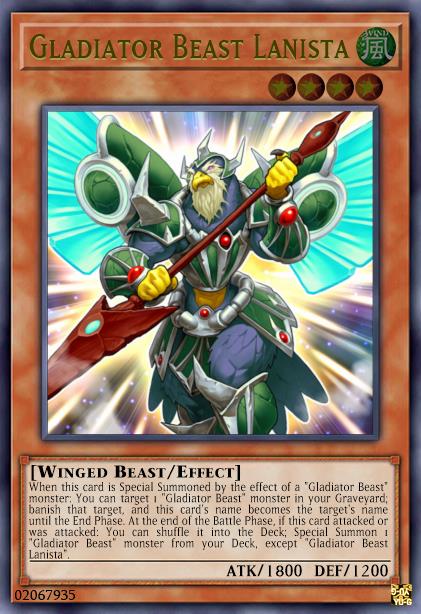 Gladiator Beast Lanista
WIND
風
[Winged Beast/Effect]
When this card is Special Summoned by the effect of a "Gladiator Beast"
monster: You can target 1 "Gladiator Beast" monster in your Graveyard;
banish that target, and this card's name becomes the target's name
until the End Phase. At the end of the Battle Phase, if this card attacked or
was attacked: You can shuffle it into the Deck; Special Summon 1
"Gladiator Beast" monster from your Deck, except "Gladiator Beast
Lanista".
ATK/1800 DEF/1200
02067935